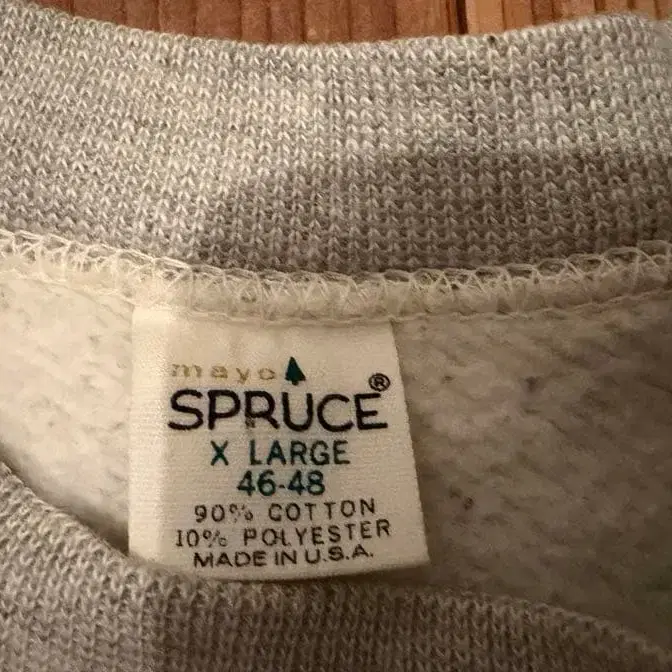 mayo
SPRUCE®
X LARGE
46-48
90% COTTON
10% POLYESTER
MADE IN U.S.A.